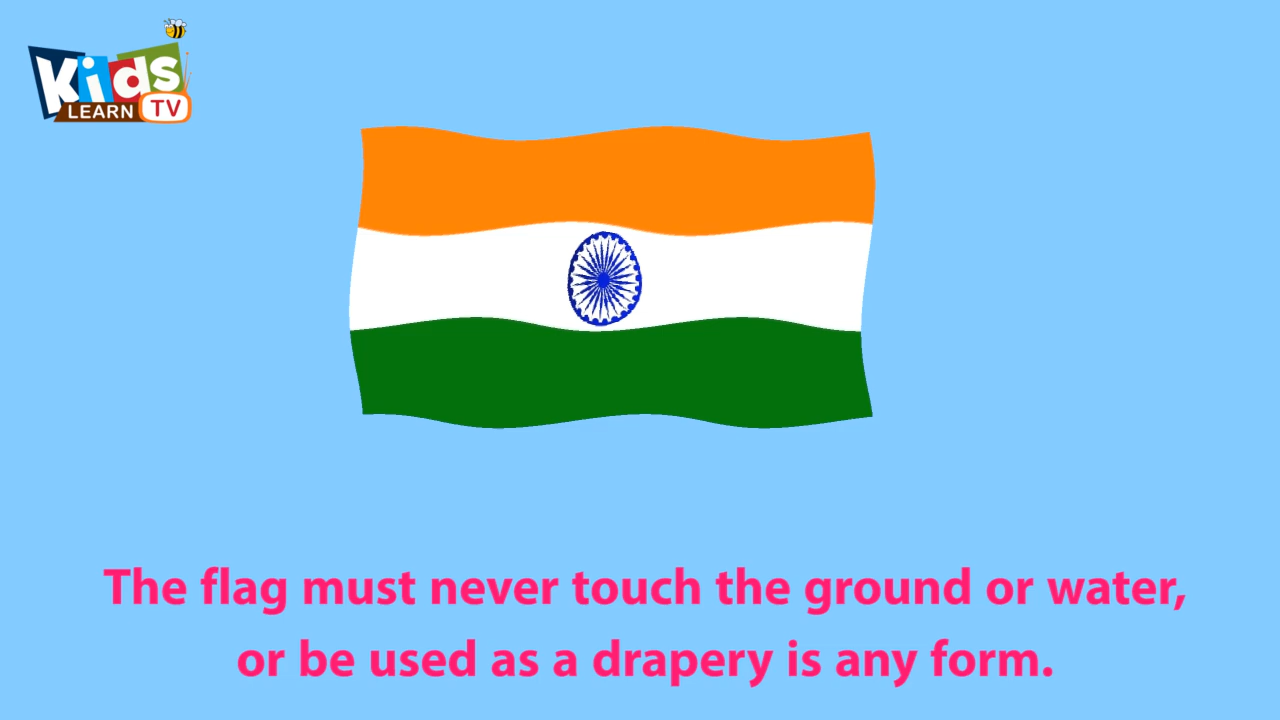 Kids
LEARN TV
The flag must never touch the ground or water,
or be used as a drapery is any form.